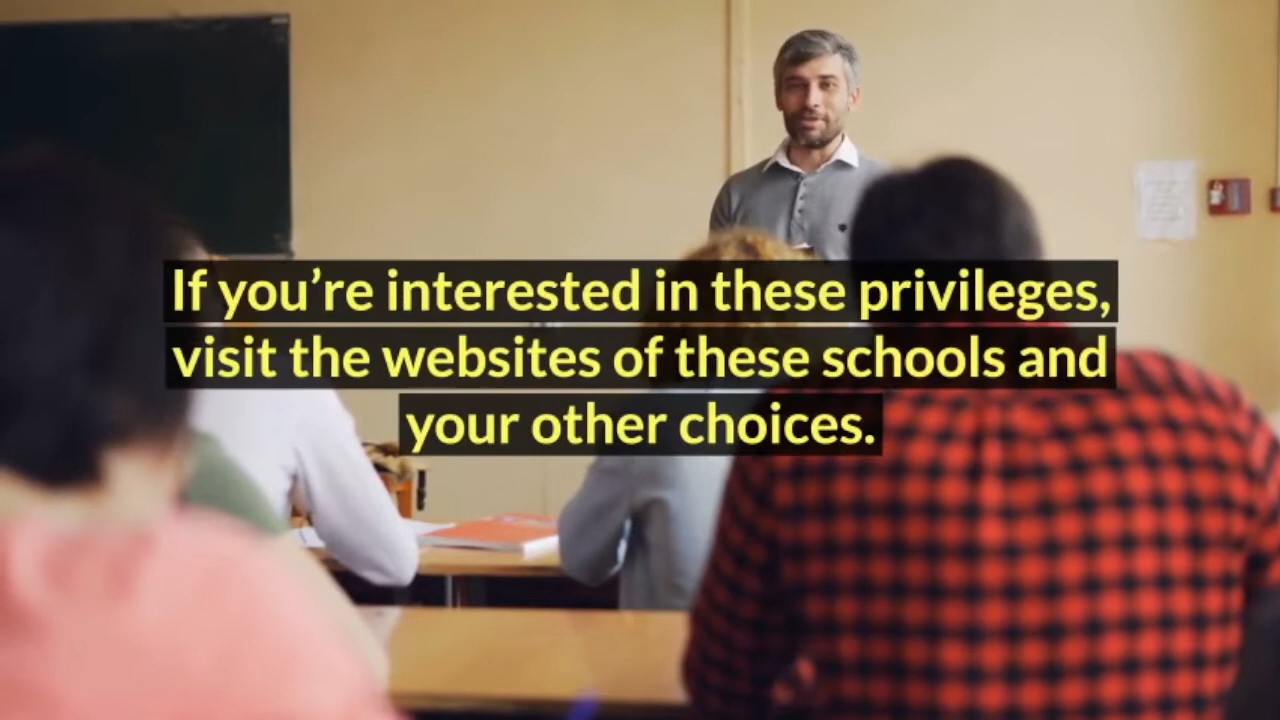 If you’re interested in these privileges,
visit the websites of these schools and
your other choices.